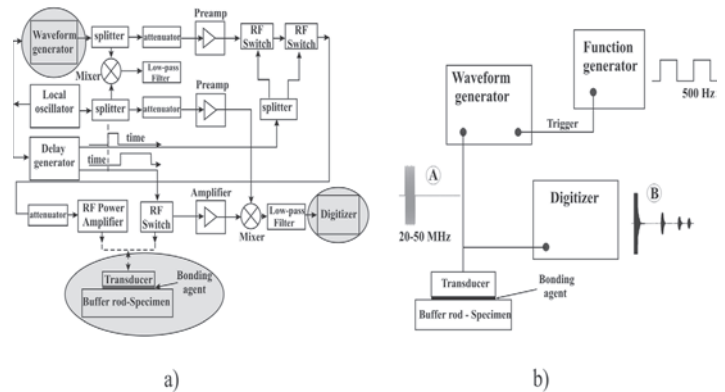 Preamp
RF
Switch
RF
Switch
Waveform
generator
splitter
attenuator
Mixer
Low-pass
Filter
Preamp
Local
oscillator
splitter
attenuator
splitter
Delay
generator
time
time
Amplifier
attenuator
RF Power
Amplifier
RF
Switch
Mixer
Low-pass
Filter
Digitizer
Transducer
Bonding
agent
Buffer rod-Specimen
a)
Function
generator
Waveform
generator
500 Hz
Trigger
A
Digitizer
B
20-50 MHz
Transducer
Bonding
agent
Buffer rod - Specimen
b)